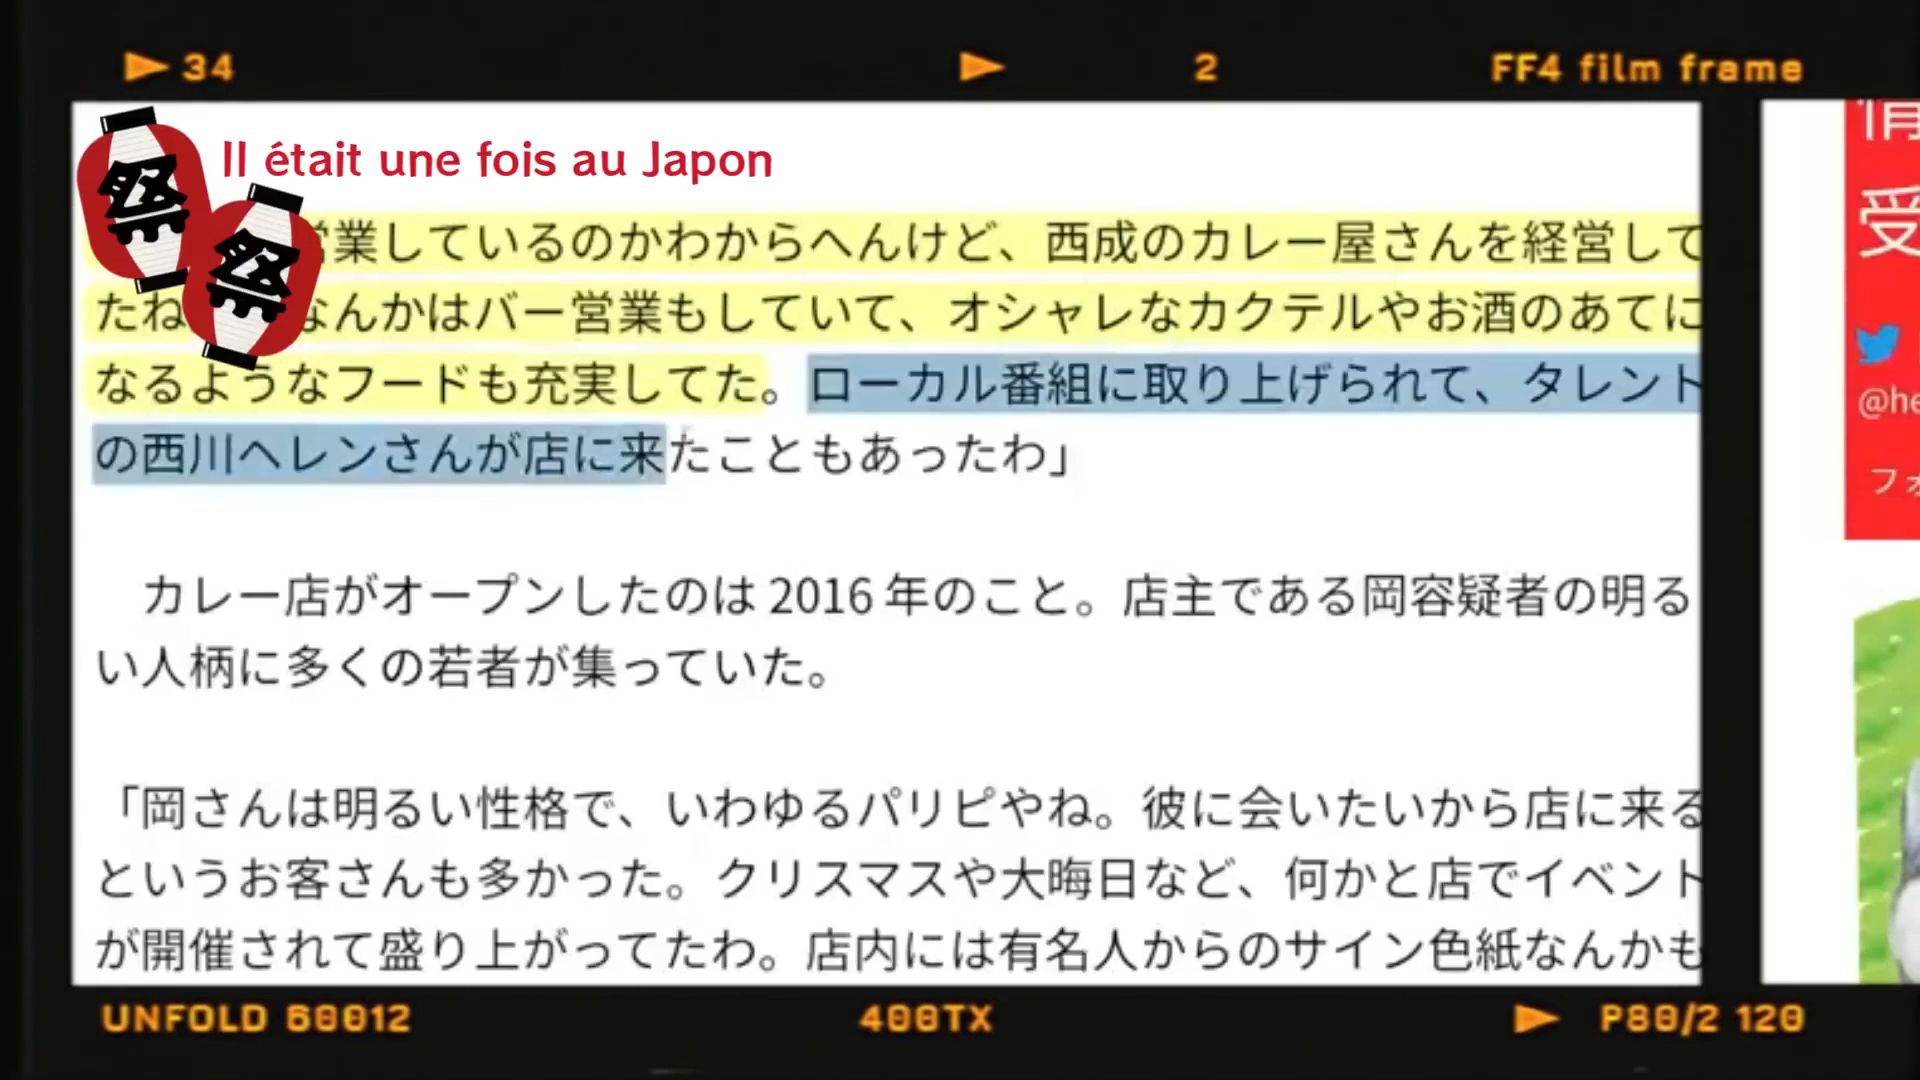 34
2
FF4 film frame
Il était une fois au Japon
祭
祭
業しているのかわからへんけど、西成のカレー屋さんを経営して
たね なんかはバー営業もしていて、オシャレなカクテルやお酒のあてに
なるようなフードも充実してた。ローカル番組に取り上げられて、タレント
の西川ヘレンさんが店に来たこともあったわ」
カレー店がオープンしたのは2016年のこと。店主である岡容疑者の明る
い人柄に多くの若者が集っていた。
「岡さんは明るい性格で、いわゆるパリピやね。彼に会いたいから店に来る
というお客さんも多かった。クリスマスや大晦日など、何かと店でイベント
が開催されて盛り上がってたわ。店内には有名人からのサイン色紙なんかも
受
@he
フォ
UNFOLD 60012
400TX
P80/2 120